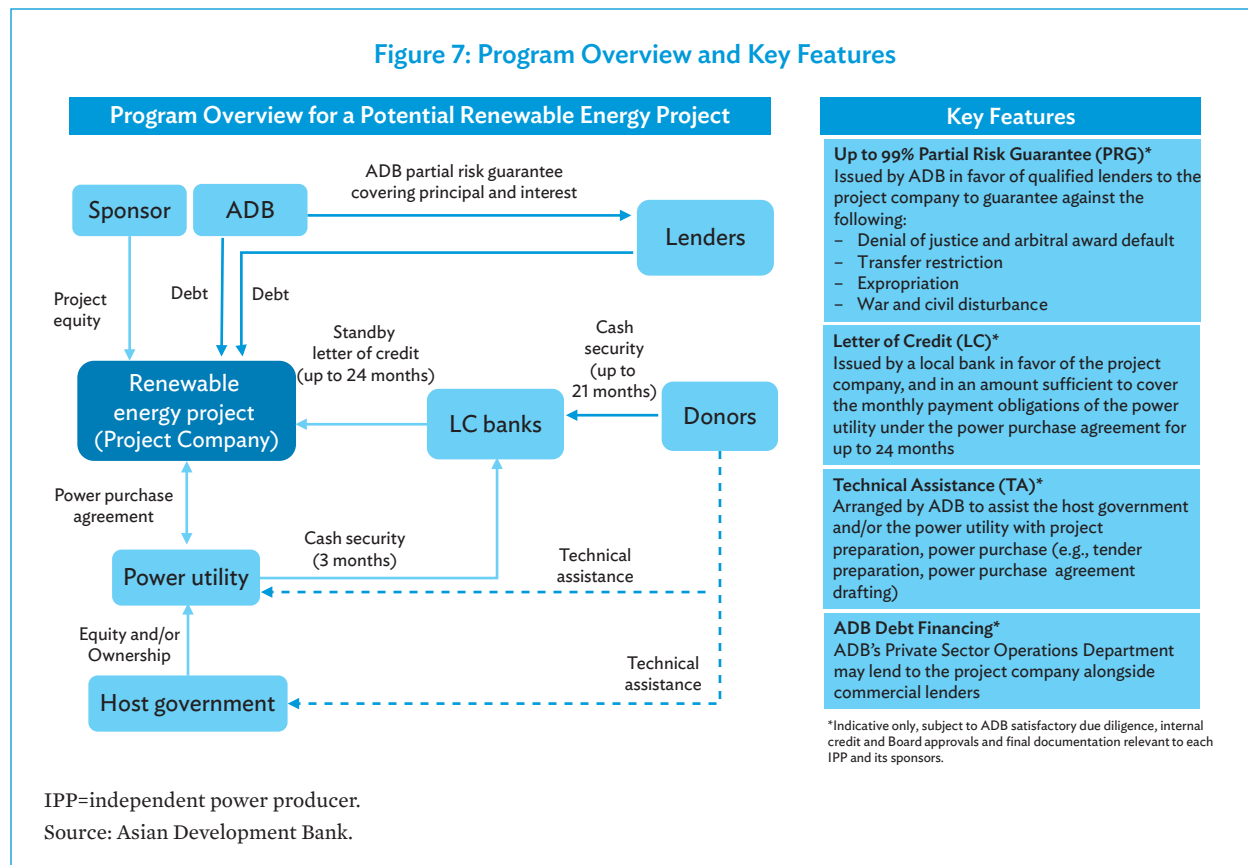 Figure 7: Program Overview and Key Features
Program Overview for a Potential Renewable Energy Project
Sponsor
ADB
ADB partial risk guarantee
covering principal and interest
Lenders
Project
equity
Debt
Debt
Standby
letter of credit
(up to 24 months)
Cash
security
(up to
21 months)
Renewable
energy project
(Project Company)
LC banks
Donors
Power purchase
agreement
Cash security
(3 months)
Technical
assistance
Power utility
Equity and/or
Ownership
Technical
assistance
Host government
Key Features
Up to 99% Partial Risk Guarantee (PRG)*
Issued by ADB in favor of qualified lenders to the
project company to guarantee against the
following:
– Denial of justice and arbitral award default
– Transfer restriction
– Expropriation
– War and civil disturbance
Letter of Credit (LC)*
Issued by a local bank in favor of the project
company, and in an amount sufficient to cover
the monthly payment obligations of the power
utility under the power purchase agreement for
up to 24 months
Technical Assistance (TA)*
Arranged by ADB to assist the host government
and/or the power utility with project
preparation, power purchase (e.g., tender
preparation, power purchase agreement
drafting)
ADB Debt Financing*
ADB's Private Sector Operations Department
may lend to the project company alongside
commercial lenders
*Indicative only, subject to ADB satisfactory due diligence, internal
credit and Board approvals and final documentation relevant to each
IPP and its sponsors.
IPP=independent power producer.
Source: Asian Development Bank.